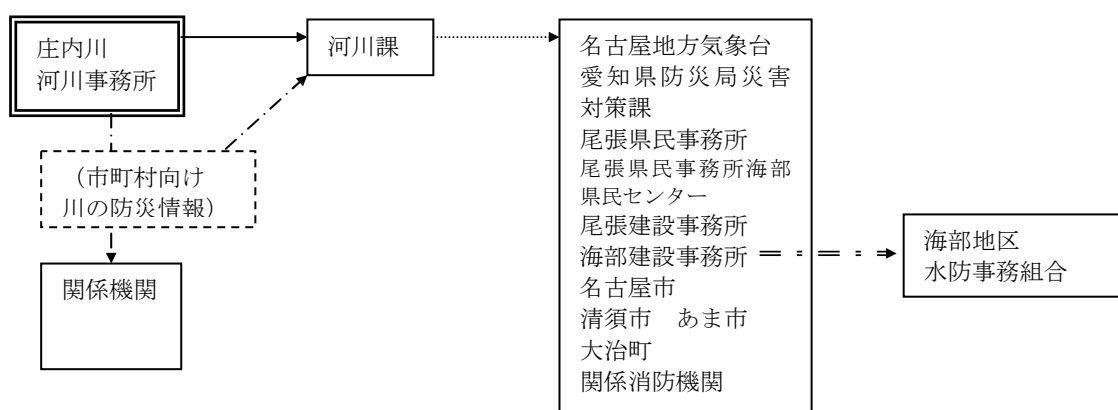 庄内川
河川事務所
河川課
(市町村向け
川の防災情報)
関係機関
名古屋地方気象台
愛知県防災局災害
対策課
尾張県民事務所
尾張県民事務所海部
県民センター
尾張建設事務所
海部建設事務所
名古屋市
清須市　あま市
大治町
関係消防機関
海部地区
水防事務組合